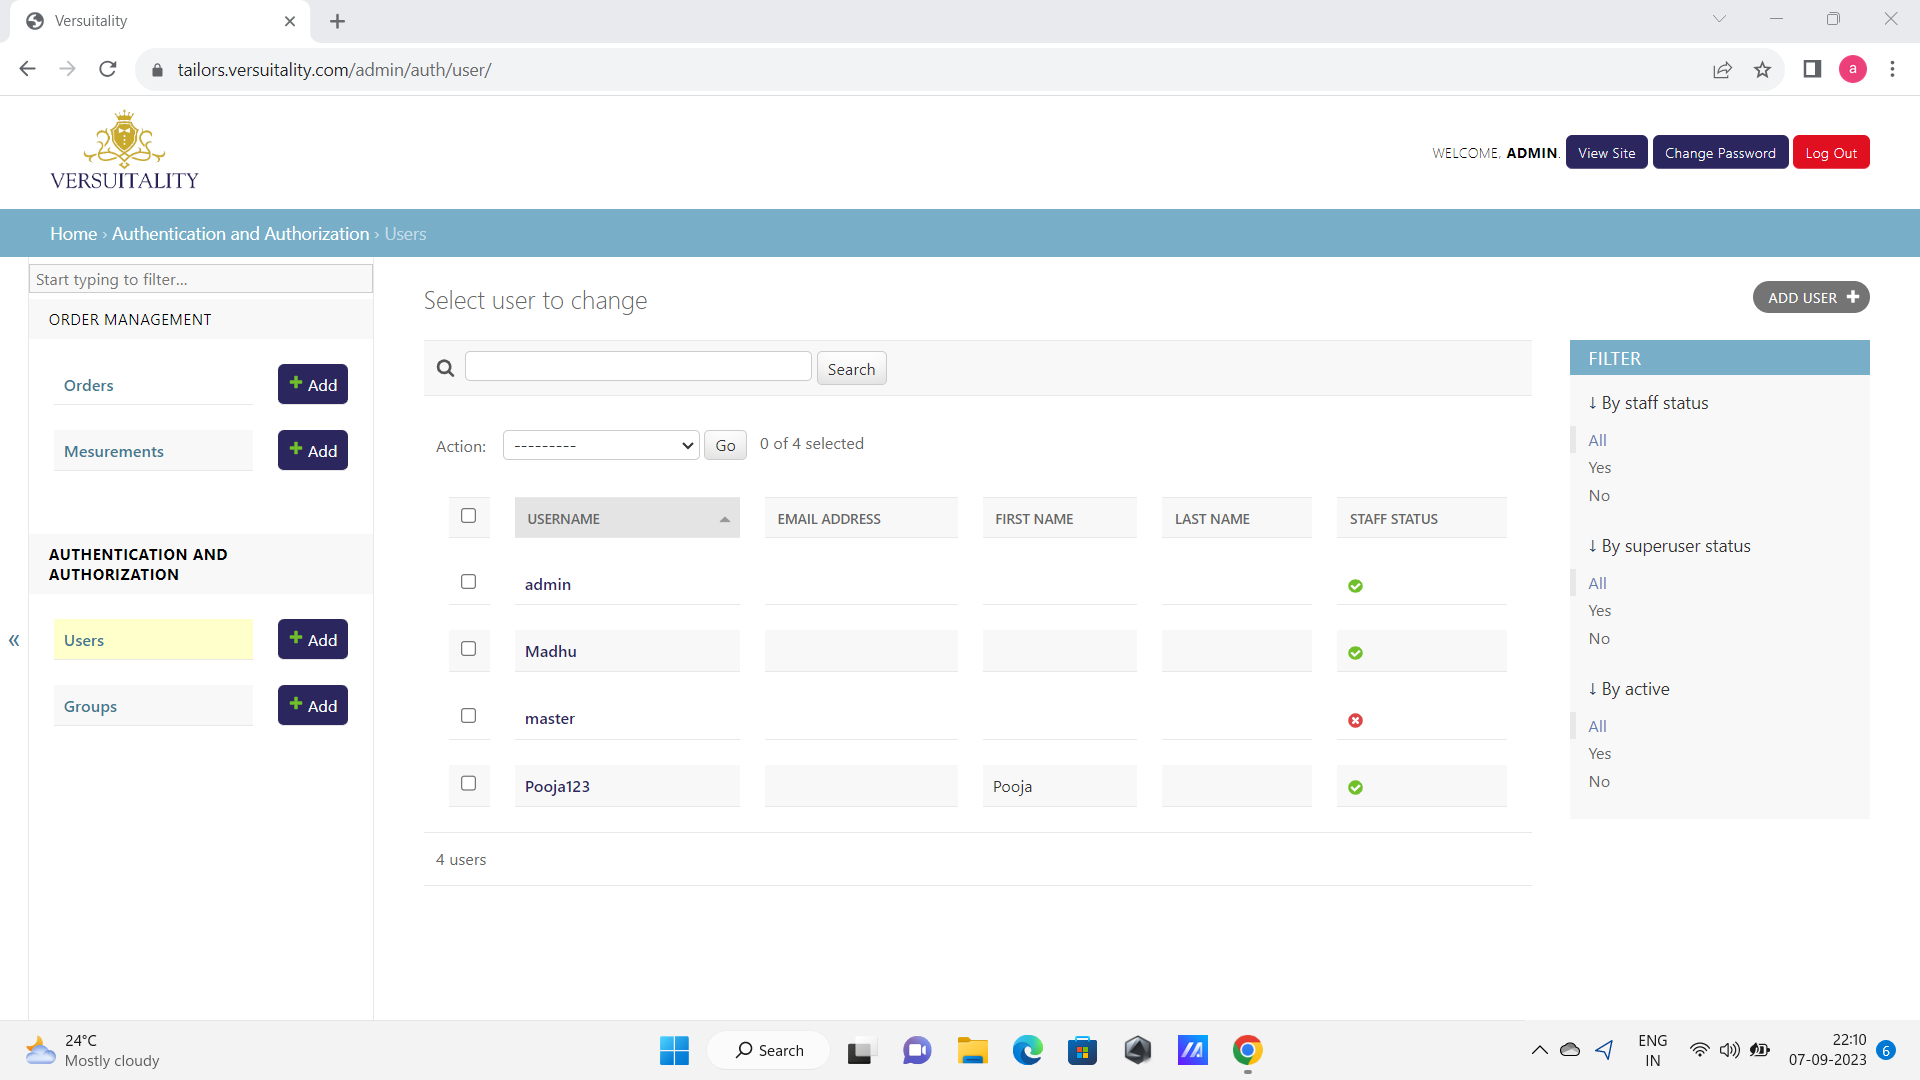 Versuitality
tailors.versuitality.com/admin/auth/user/
a
VERSUITALITY
WELCOME, ADMIN. View Site Change Password Log Out
Home › Authentication and Authorization › Users
Start typing to filter...
ORDER MANAGEMENT
Orders
Add
Mesurements
Add
AUTHENTICATION AND
AUTHORIZATION
Users
Add
Groups
Add
«
Select user to change
ADD USER
Search
Action: --------- Go 0 of 4 selected
USERNAME EMAIL ADDRESS FIRST NAME LAST NAME STAFF STATUS
admin
Madhu
master
Pooja123 Pooja
4 users
FILTER
↓ By staff status
All
Yes
No
↓ By superuser status
All
Yes
No
↓ By active
All
Yes
No
24°C
Mostly cloudy
Search
ENG
IN
22:10
07-09-2023
6